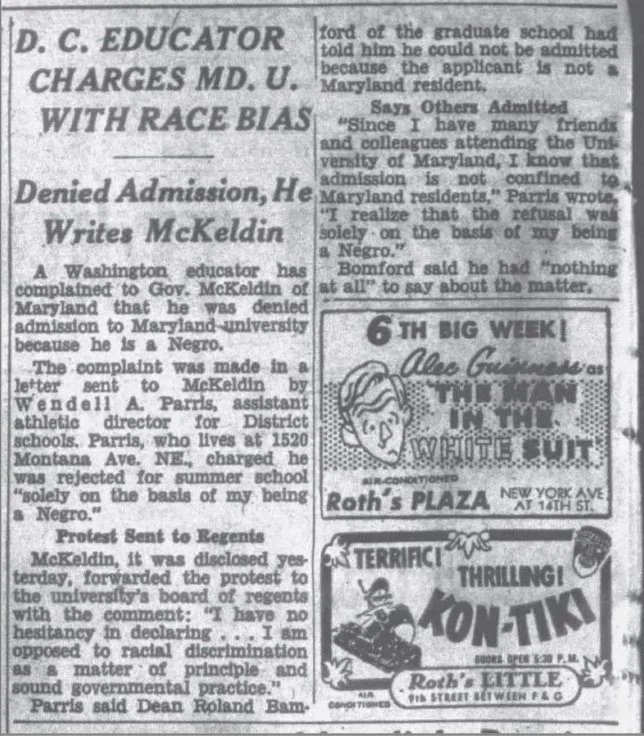 D. C. EDUCATOR
CHARGES MD. U.
WITH RACE BIAS
Denied Admission, He
Writes McKeldin
A Washington educator has
complained to Gov. McKeldin of
Maryland that he was denied
admission to Maryland university
because he is a Negro.
The complaint was made in a
letter sent to McKeldin by
Wendell A. Parris, assistant
athletic director for District
schools. Parris, who lives at 1520
Montana Ave. NE., charged he
was rejected for summer school
"solely on the basis of my being
a Negro."
Protest Sent to Regents
McKeldin, it was disclosed yes-
terday, forwarded the protest to
the university's board of regents
with the comment: "I have no
hesitancy in declaring . . . I am
opposed to racial discrimination
as a matter of principle and
sound governmental practice."
Parris said Dean Roland Bam-
ford of the graduate school had
told him he could not be admitted
because the applicant is not a
Maryland resident.
Says Others Admitted
"Since I have many friends
and colleagues attending the Uni-
versity of Maryland, I know that
admission is not confined to
Maryland residents," Parris wrote.
"I realize that the refusal was
solely on the basis of my being
a Negro."
Bomford said he had "nothing
at all" to say about the matter.
6TH BIG WEEK!
Alec Guinness as
THE MAN
IN THE
WHITE SUIT
AIR-CONDITIONED
Roth's PLAZA NEW YORK AVE.
AT 14TH ST.
TERRIFIC!
THRILLING!
KON-TIKI
DOORS OPEN 5:30 P.M.
Roth's LITTLE
9th STREET BETWEEN F & G
AIR
CONDITIONED